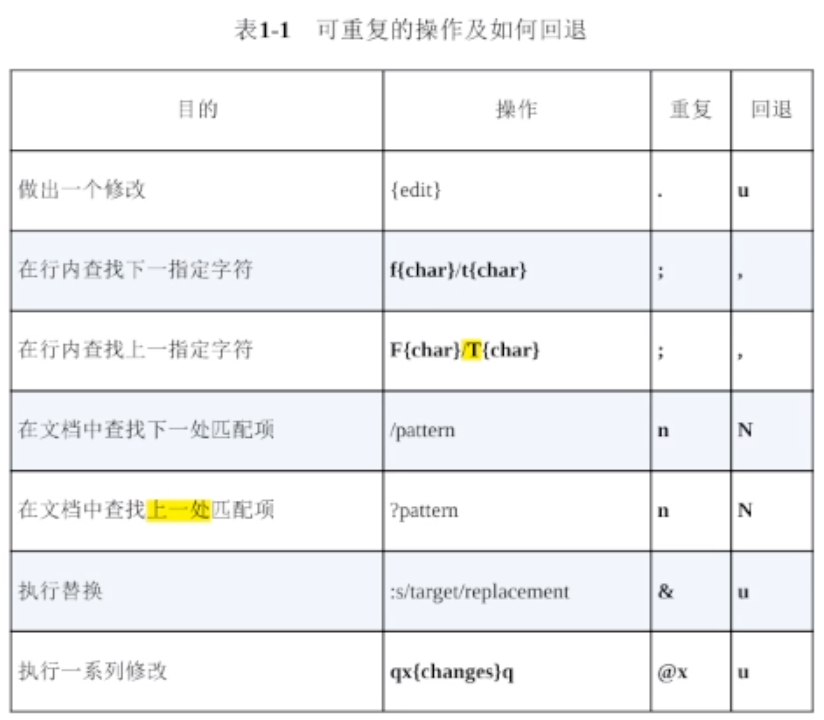 表1-1 可重复的操作及如何回退
目的 操作 重复 回退
做出一个修改 {edit} . u
在行内查找下一指定字符 f{char}/t{char} ; ,
在行内查找上一指定字符 F{char}/T{char} ; ,
在文档中查找下一处匹配项 /pattern n N
在文档中查找上一处匹配项 ?pattern n N
执行替换 :s/target/replacement & u
执行一系列修改 qx{changes}q @x u